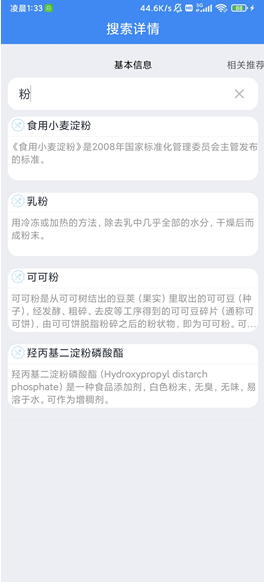 凌晨1:33 44.6K/s 5G 83
搜索详情
基本信息 相关推荐
粉
食用小麦淀粉
《食用小麦淀粉》是2008年国家标准化管理委员会主管发布
的标准。
乳粉
用冷冻或加热的方法，除去乳中几乎全部的水分，干燥后而
成粉末。
可可粉
可可粉是从可可树结出的豆荚（果实）里取出的可可豆（种
子），经发酵、粗碎、去皮等工序得到的可可豆碎片（通称可
可饼），由可可饼脱脂粉碎之后的粉状物，即为可可粉。可...
羟丙基二淀粉磷酸酯
羟丙基二淀粉磷酸酯（Hydroxypropyl distarch
phosphate）是一种食品添加剂，白色粉末，无臭，无味，易
溶于水。可作为增稠剂。